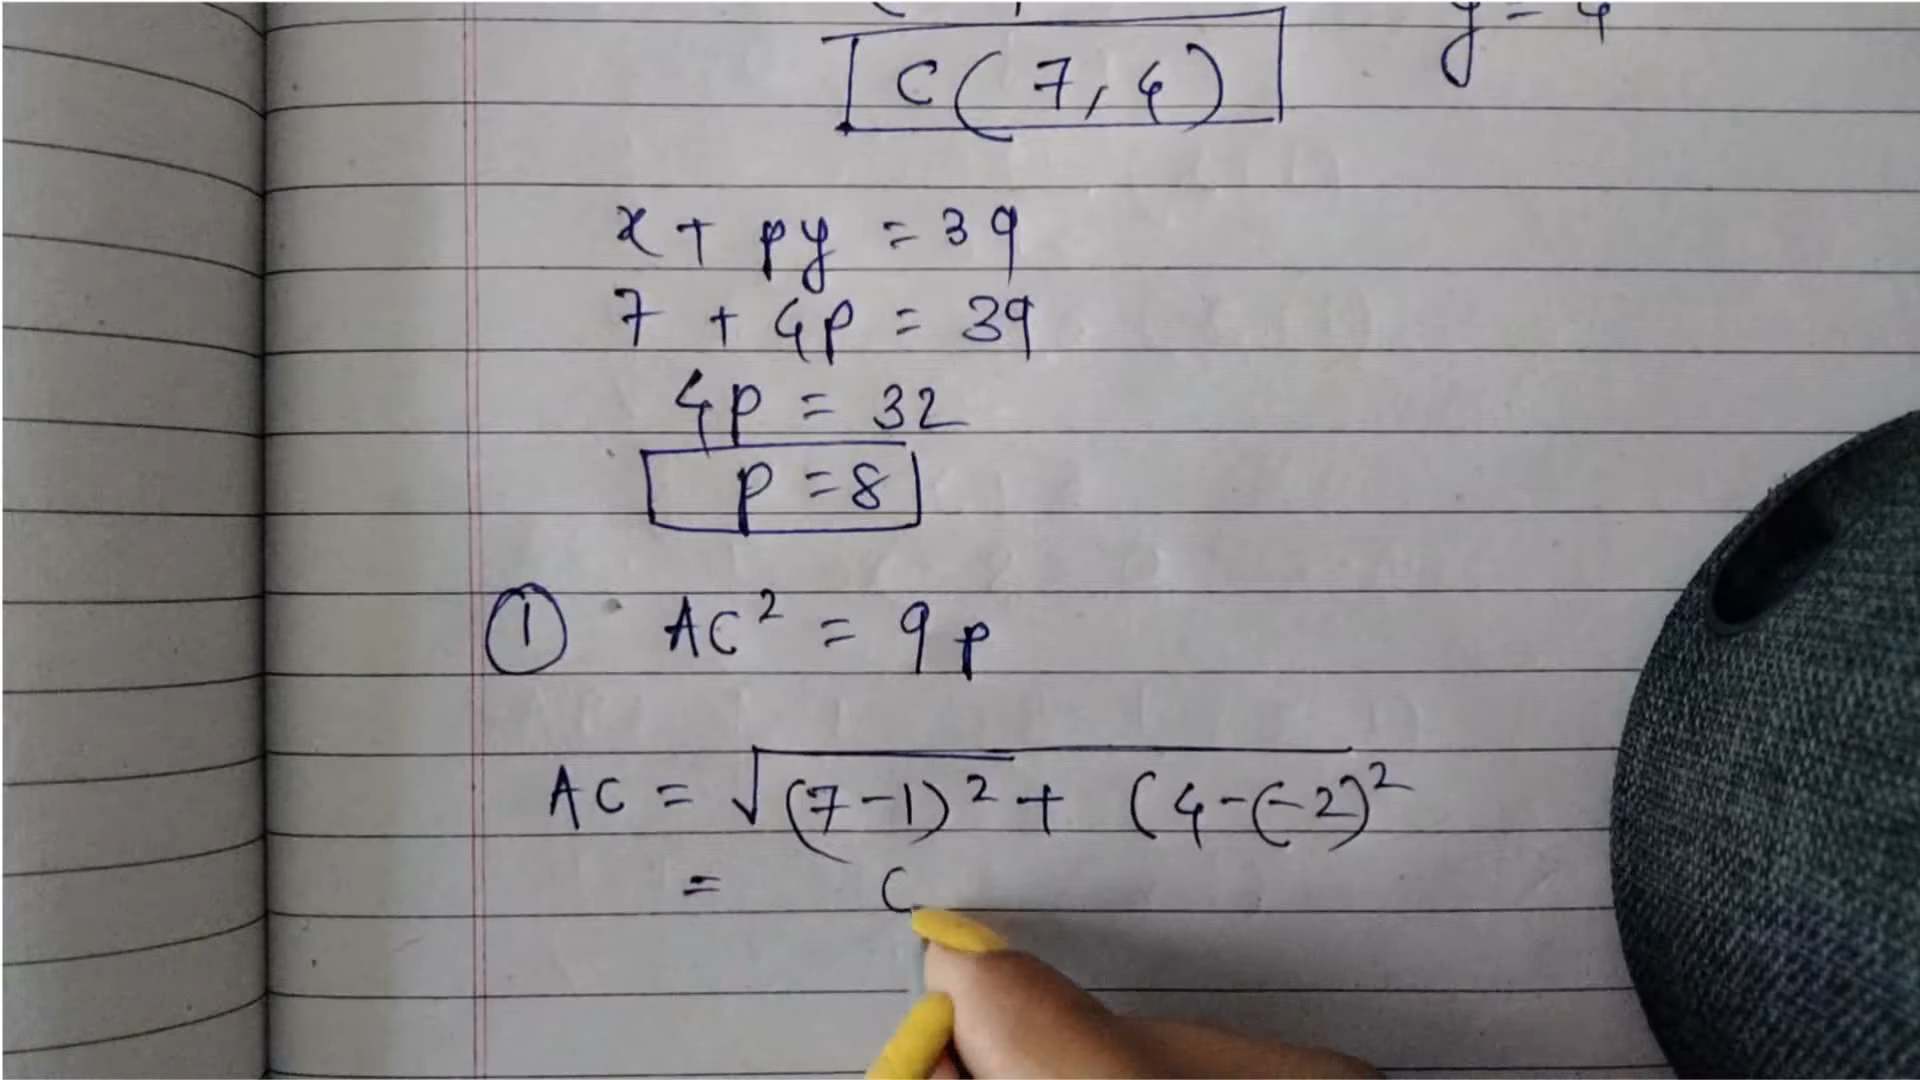 y = 4
C ( 7, 4 )
x + py = 39
7 + 4p = 39
4p = 32
p = 8
① AC² = 9p
AC = √(7-1)² + (4-(-2)²
= C